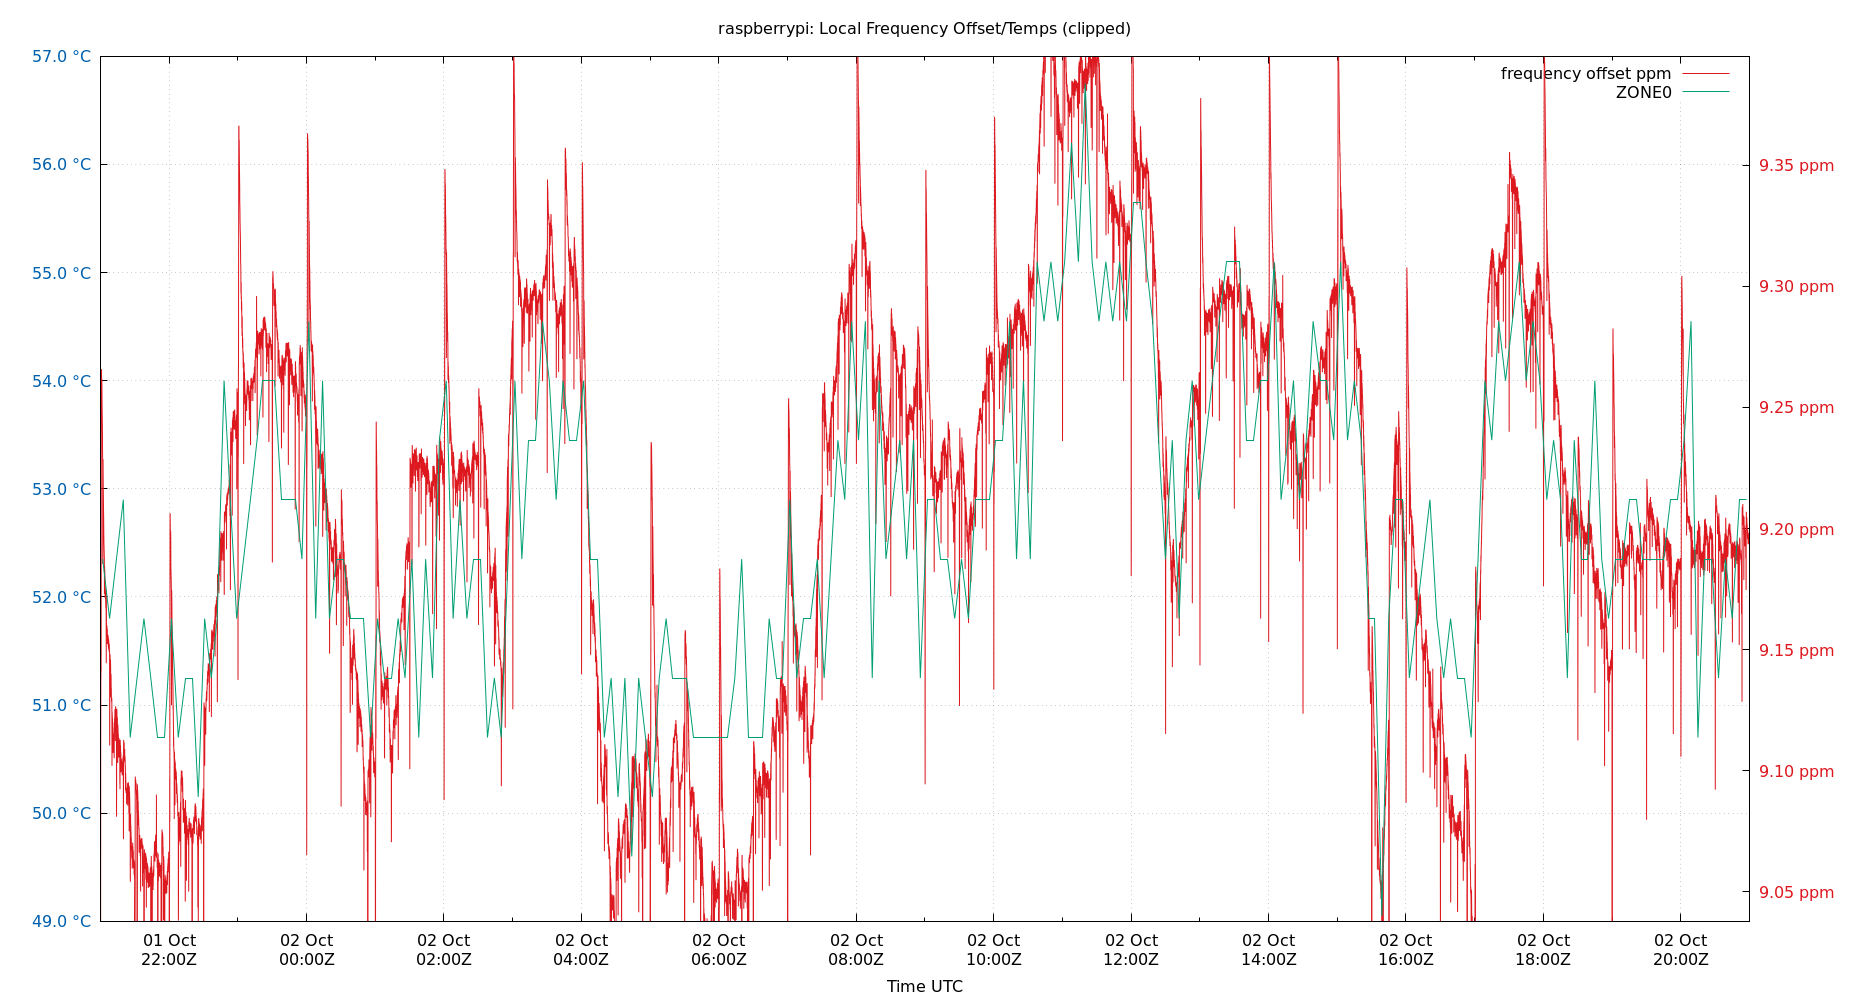 raspberrypi: Local Frequency Offset/Temps (clipped)
frequency offset ppm
ZONE0
57.0 °C
56.0 °C
55.0 °C
54.0 °C
53.0 °C
52.0 °C
51.0 °C
50.0 °C
49.0 °C
9.35 ppm
9.30 ppm
9.25 ppm
9.20 ppm
9.15 ppm
9.10 ppm
9.05 ppm
01 Oct
22:00Z
02 Oct
00:00Z
02 Oct
02:00Z
02 Oct
04:00Z
02 Oct
06:00Z
02 Oct
08:00Z
02 Oct
10:00Z
02 Oct
12:00Z
02 Oct
14:00Z
02 Oct
16:00Z
02 Oct
18:00Z
02 Oct
20:00Z
Time UTC